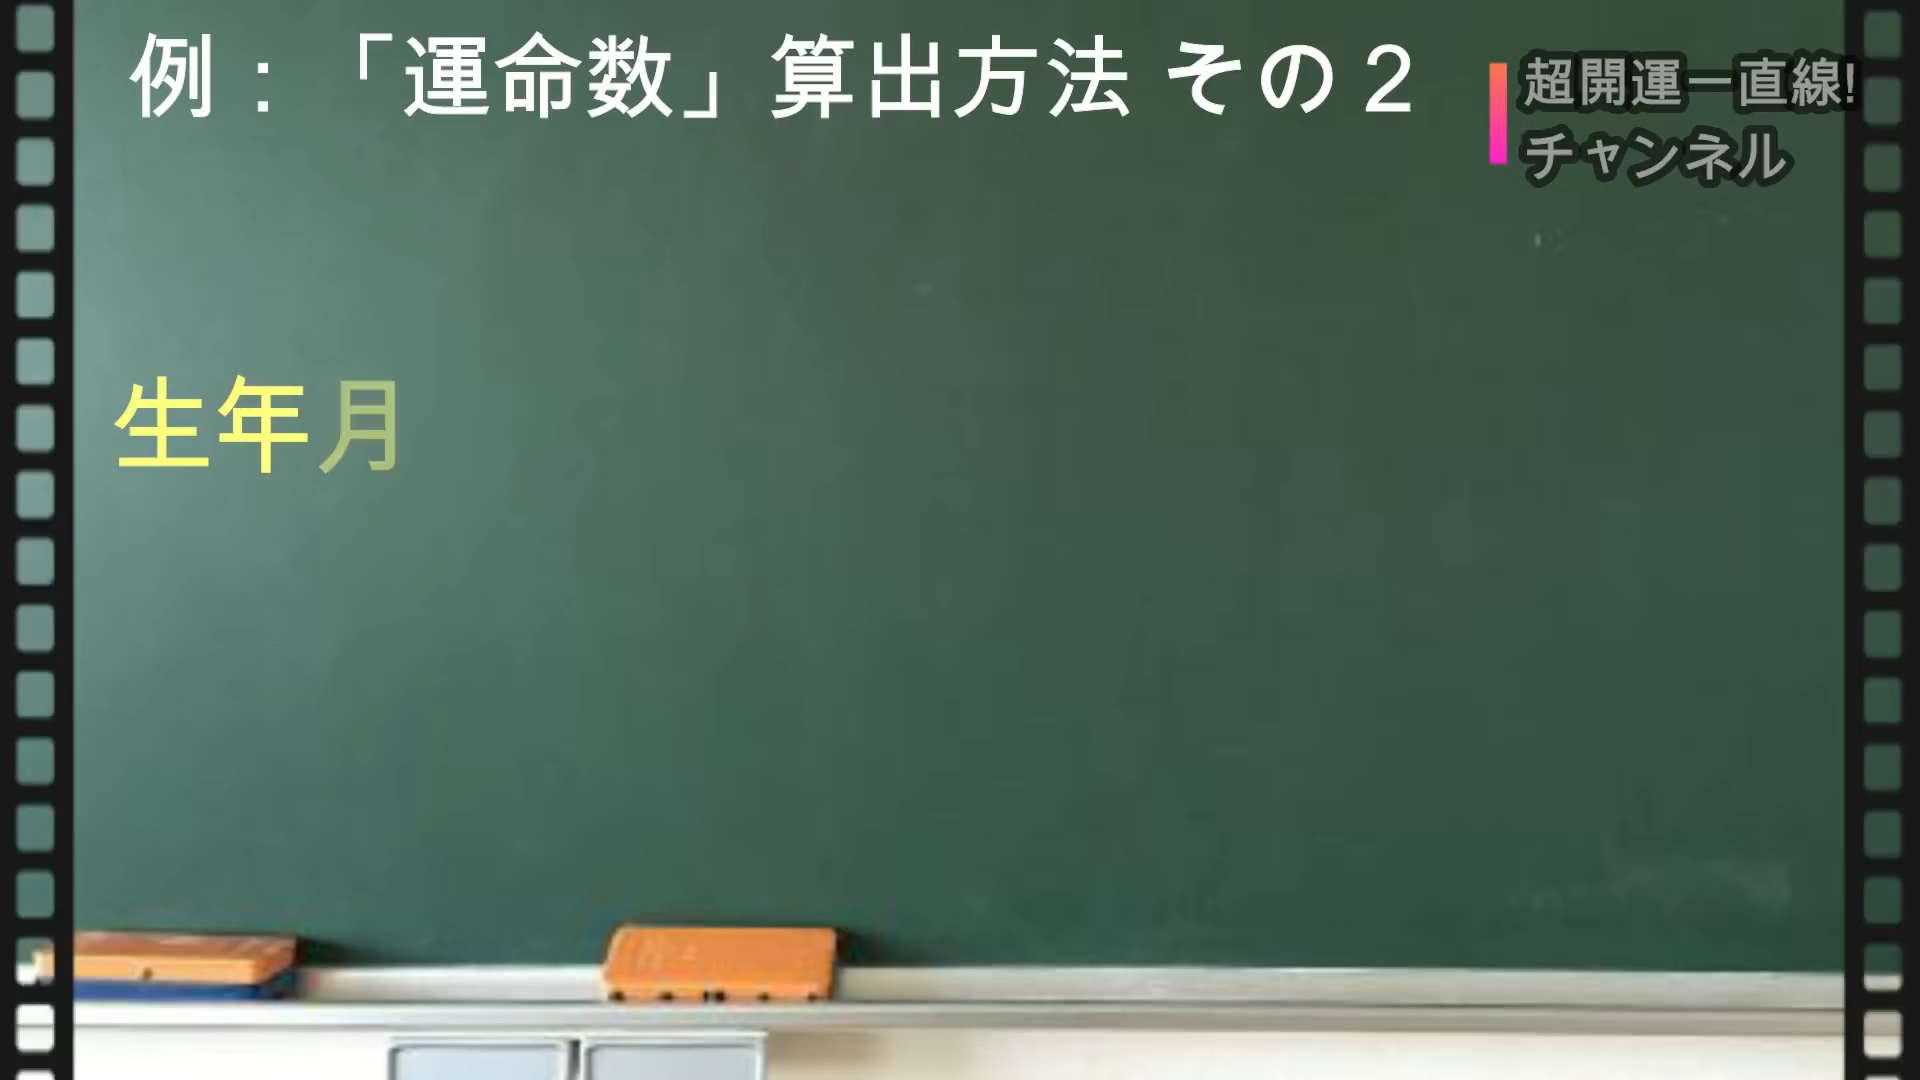 例：「運命数」算出方法 その２
超開運一直線!
チャンネル
生年月